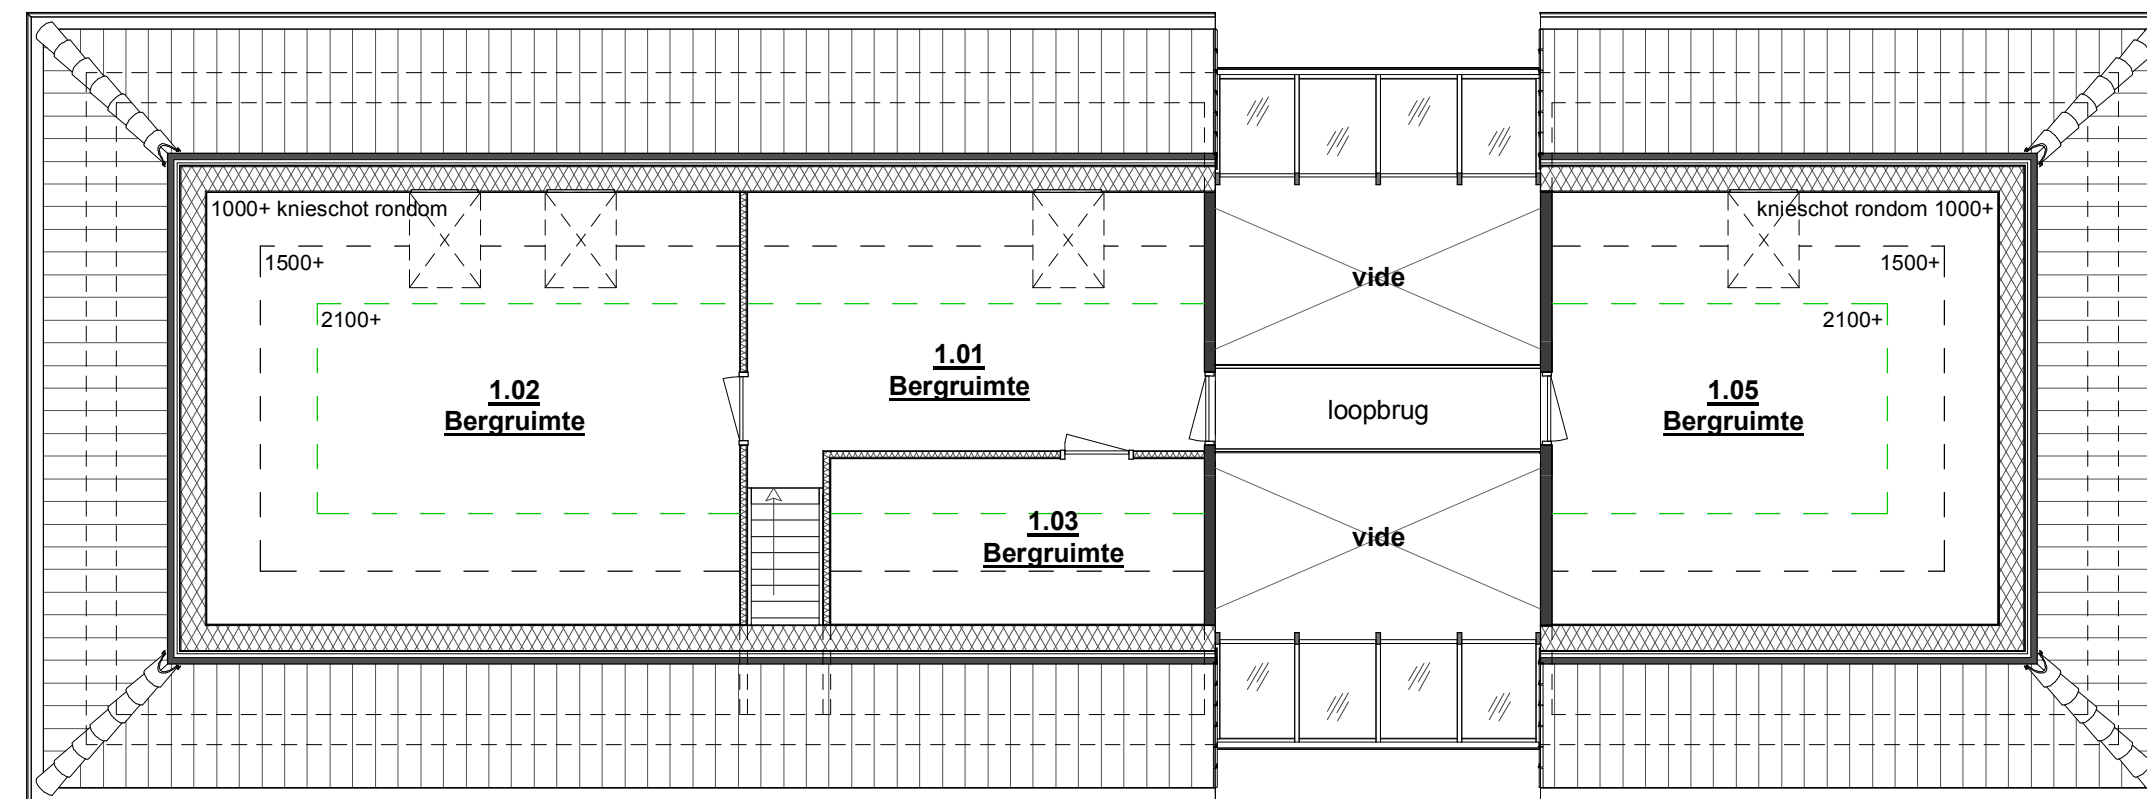 1000+ knieschot rondom
knieschot rondom 1000+
1500+
1500+
2100+
2100+
vide
1.01
Bergruimte
1.02
Bergruimte
loopbrug
1.05
Bergruimte
1.03
Bergruimte
vide